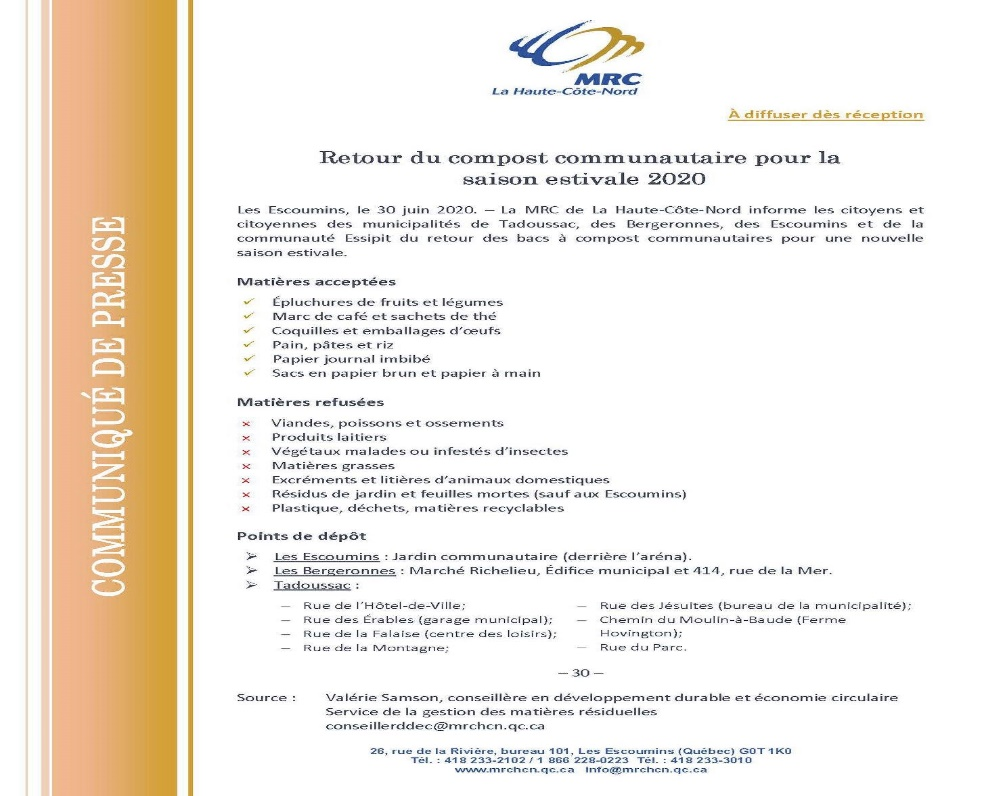 COMMUNIQUÉ DE PRESSE
MRC
La Haute-Côte-Nord
À diffuser dès réception
Retour du compost communautaire pour la
saison estivale 2020
Les Escoumins, le 30 juin 2020. – La MRC de La Haute-Côte-Nord informe les citoyens et
citoyennes des municipalités de Tadoussac, des Bergeronnes, des Escoumins et de la
communauté Essipit du retour des bacs à compost communautaires pour une nouvelle
saison estivale.
Matières acceptées
✓ Épluchures de fruits et légumes
✓ Marc de café et sachets de thé
✓ Coquilles et emballages d'œufs
✓ Pain, pâtes et riz
✓ Papier journal imbibé
✓ Sacs en papier brun et papier à main
Matières refusées
× Viandes, poissons et ossements
× Produits laitiers
× Végétaux malades ou infestés d'insectes
× Matières grasses
× Excréments et litières d'animaux domestiques
× Résidus de jardin et feuilles mortes (sauf aux Escoumins)
× Plastique, déchets, matières recyclables
Points de dépôt
➢ Les Escoumins : Jardin communautaire (derrière l'aréna).
➢ Les Bergeronnes : Marché Richelieu, Édifice municipal et 414, rue de la Mer.
➢ Tadoussac :
– Rue de l'Hôtel-de-Ville;
– Rue des Érables (garage municipal);
– Rue de la Falaise (centre des loisirs);
– Rue de la Montagne;
– Rue des Jésuites (bureau de la municipalité);
– Chemin du Moulin-à-Baude (Ferme
Hovington);
– Rue du Parc.
– 30 –
Source : Valérie Samson, conseillère en développement durable et économie circulaire
Service de la gestion des matières résiduelles
conseillerddec@mrchcn.qc.ca
26, rue de la Rivière, bureau 101, Les Escoumins (Québec) G0T 1K0
Tél. : 418 233-2102 / 1 866 228-0223 Tél. : 418 233-3010
www.mrchcn.qc.ca info@mrchcn.qc.ca